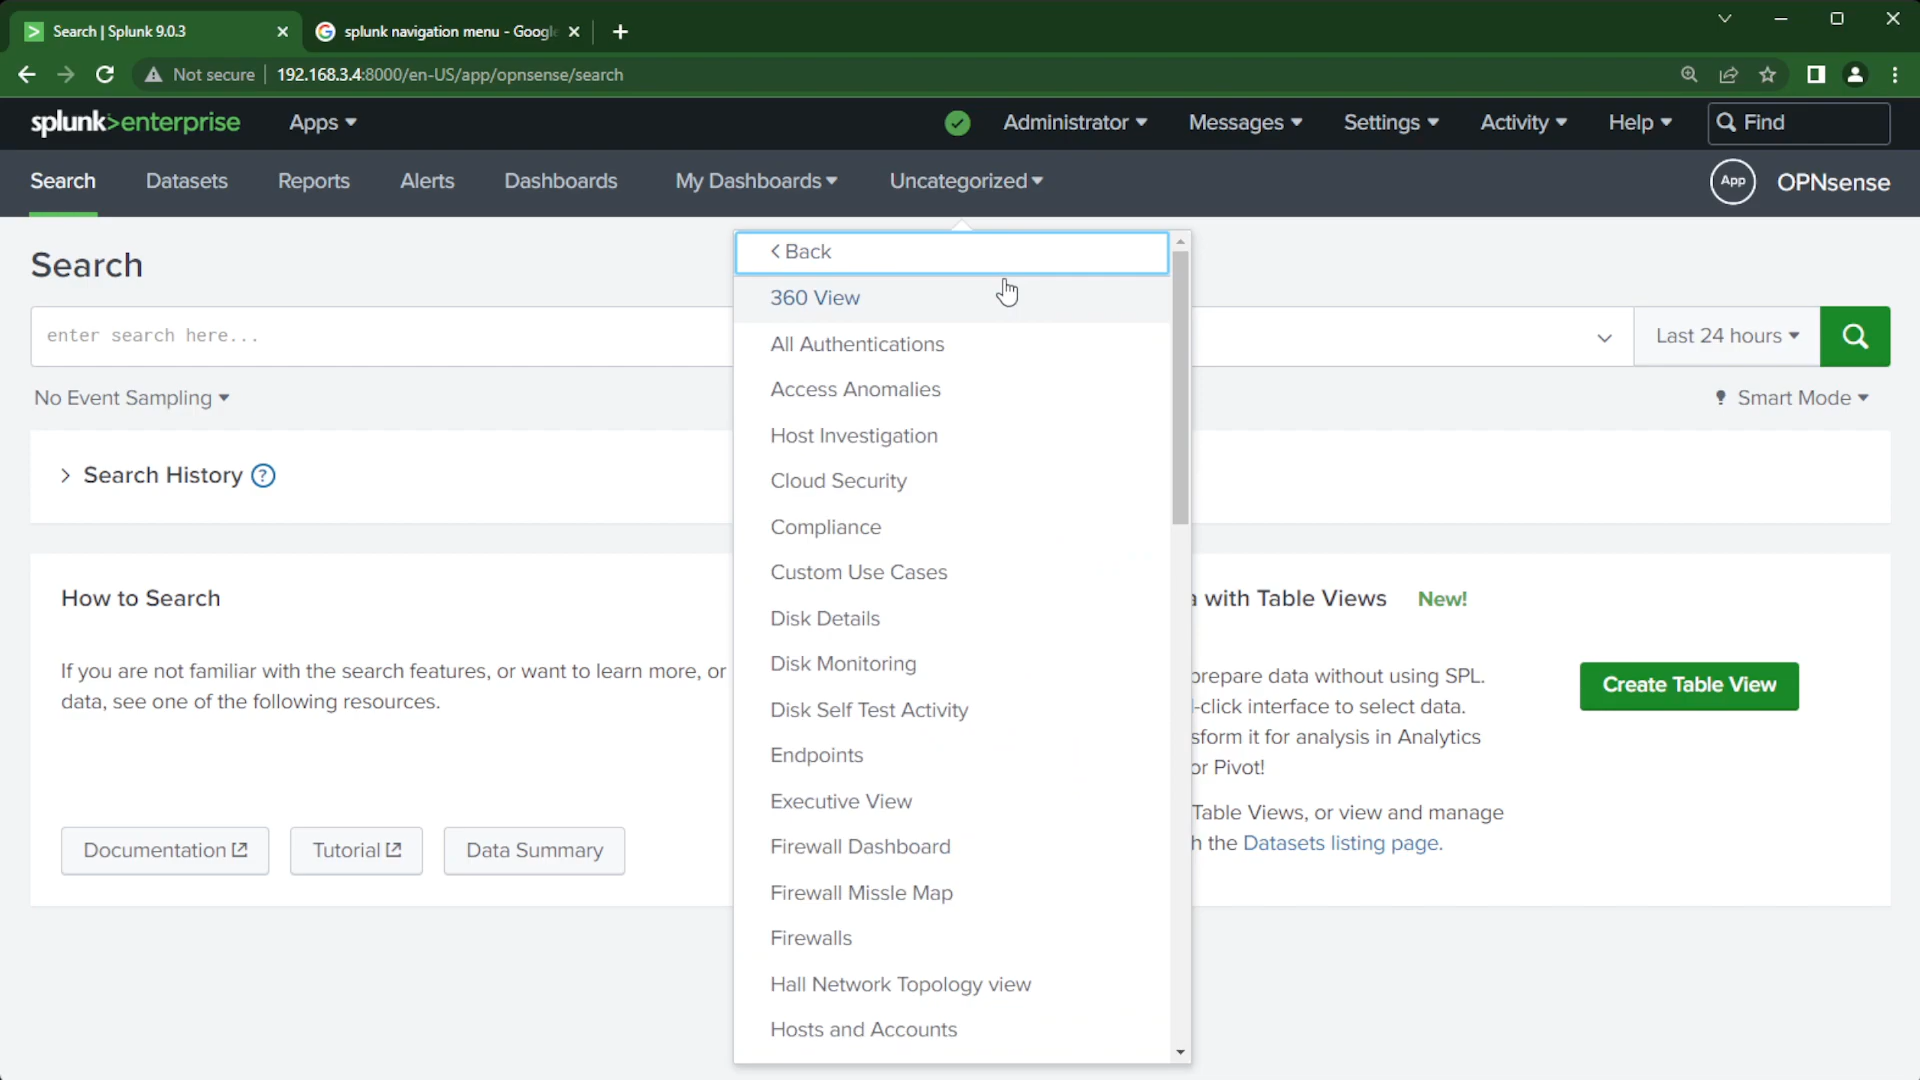 Search | Splunk 9.0.3
splunk navigation menu - Google
Not secure
192.168.3.4:8000/en-US/app/opnsense/search
splunk>enterprise
Apps
Administrator
Messages
Settings
Activity
Help
Find
Search
Datasets
Reports
Alerts
Dashboards
My Dashboards
Uncategorized
App
OPNsense
Search
enter search here...
Last 24 hours
No Event Sampling
Smart Mode
Search History ?
How to Search
If you are not familiar with the search features, or want to learn more, or
data, see one of the following resources.
Documentation
Tutorial
Data Summary
Back
360 View
All Authentications
Access Anomalies
Host Investigation
Cloud Security
Compliance
Custom Use Cases
Disk Details
Disk Monitoring
Disk Self Test Activity
Endpoints
Executive View
Firewall Dashboard
Firewall Missle Map
Firewalls
Hall Network Topology view
Hosts and Accounts
with Table Views New!
prepare data without using SPL.
-click interface to select data.
sform it for analysis in Analytics
or Pivot!
Table Views, or view and manage
h the Datasets listing page.
Create Table View